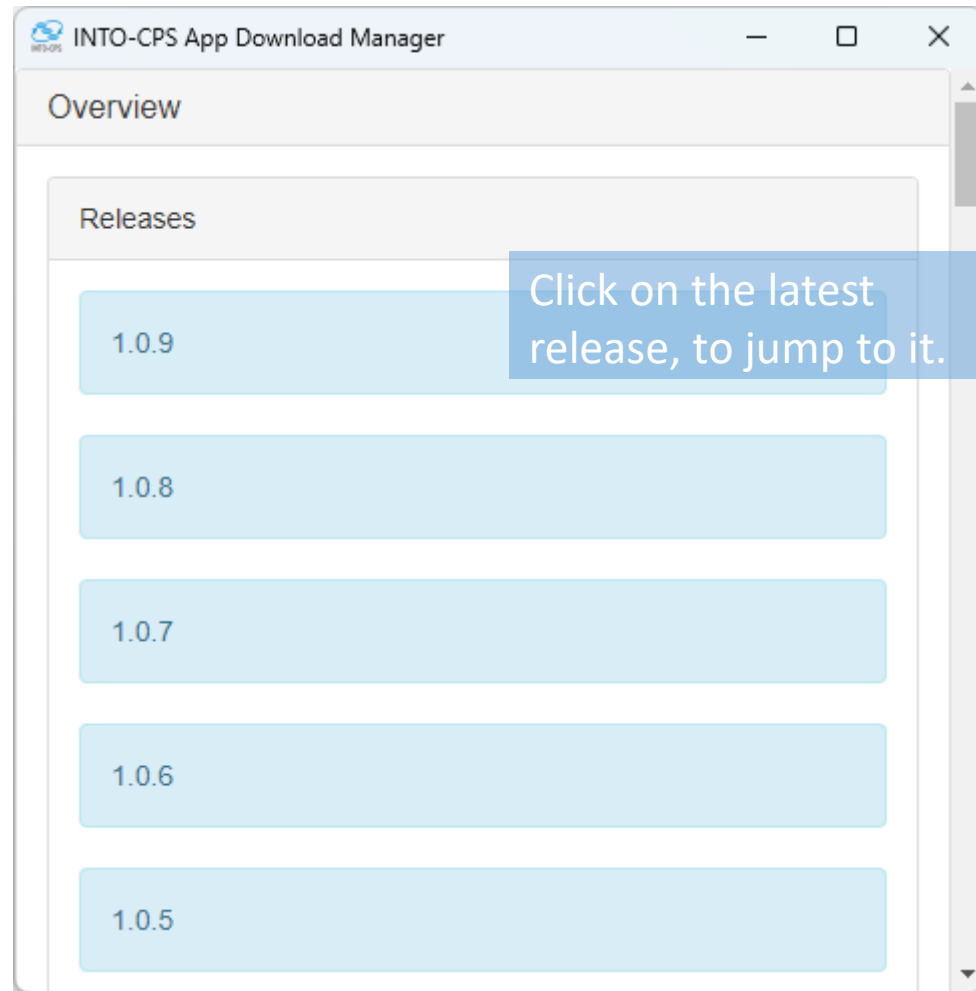 INTO-CPS App Download Manager
Overview
Releases
Click on the latest
release, to jump to it.
1.0.9
1.0.8
1.0.7
1.0.6
1.0.5